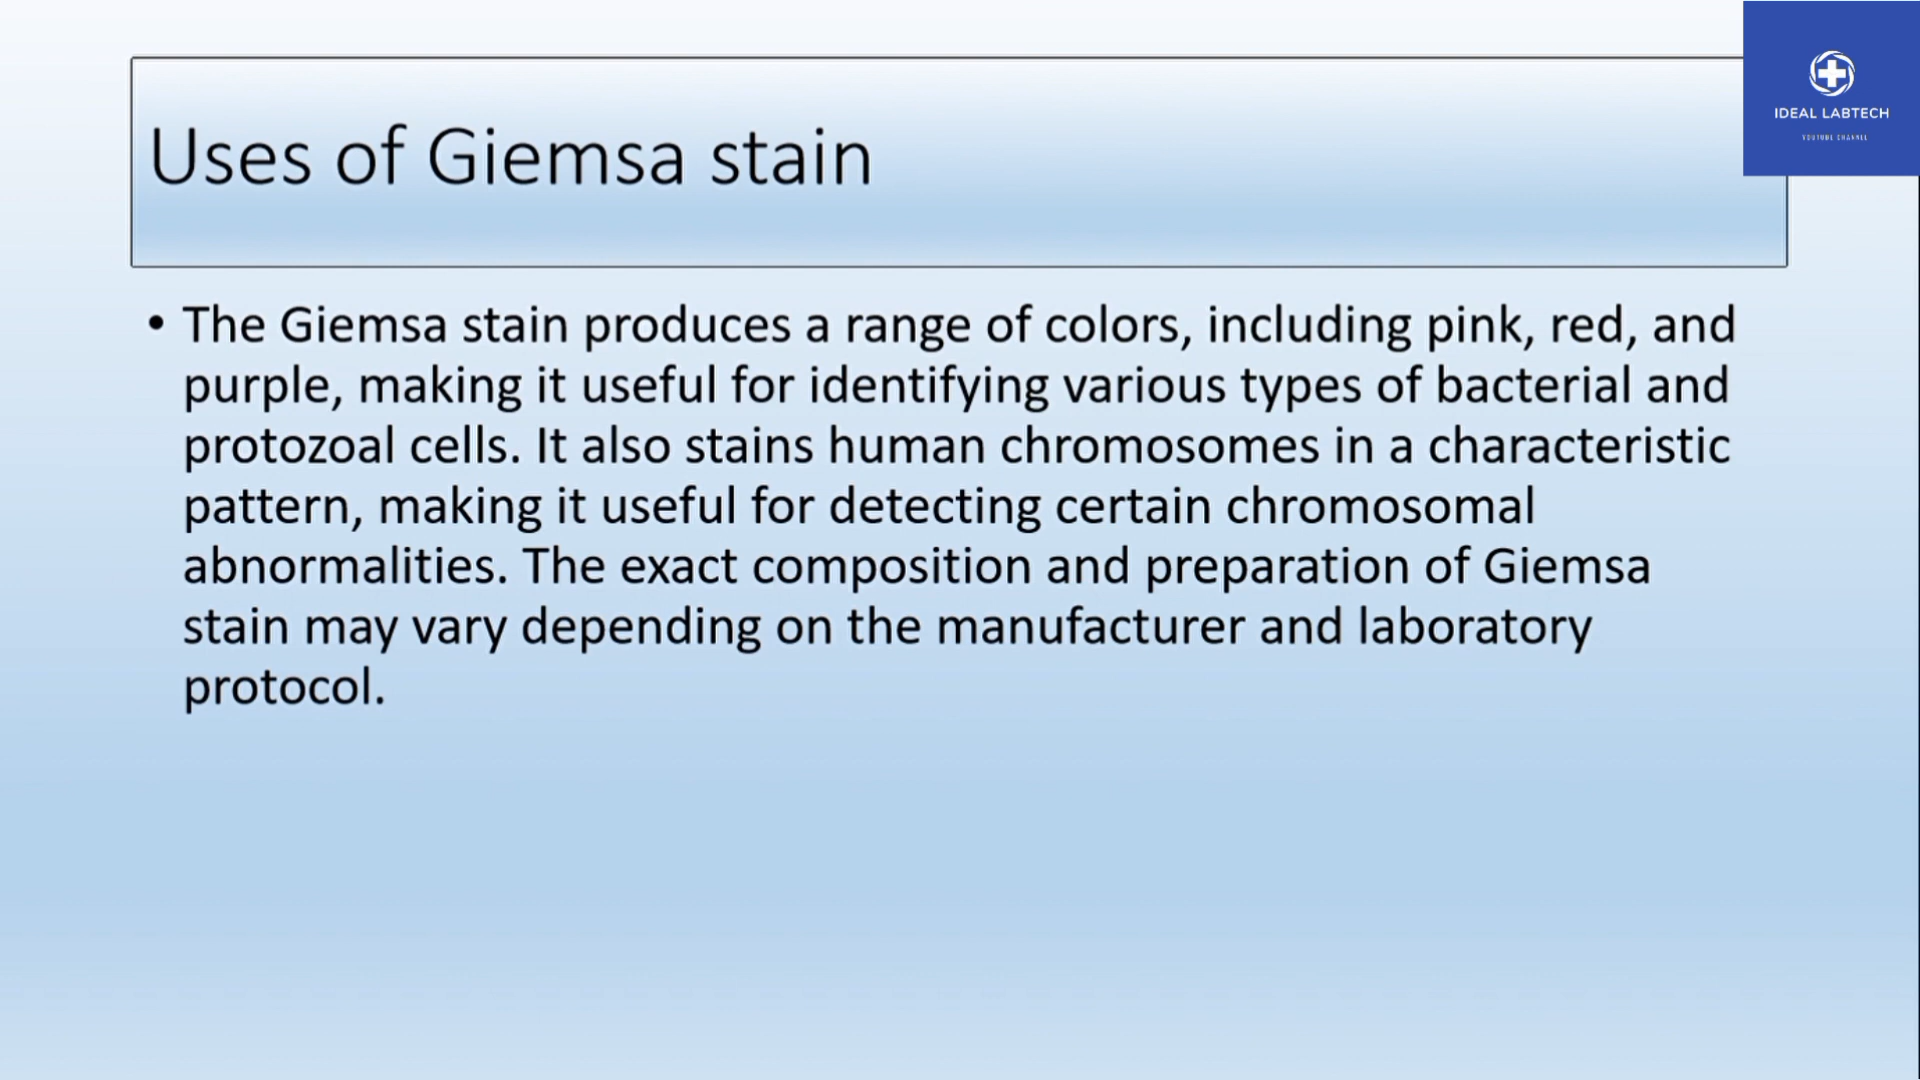 IDEAL LABTECH
YOUTUBE CHANNEL
Uses of Giemsa stain
• The Giemsa stain produces a range of colors, including pink, red, and
purple, making it useful for identifying various types of bacterial and
protozoal cells. It also stains human chromosomes in a characteristic
pattern, making it useful for detecting certain chromosomal
abnormalities. The exact composition and preparation of Giemsa
stain may vary depending on the manufacturer and laboratory
protocol.